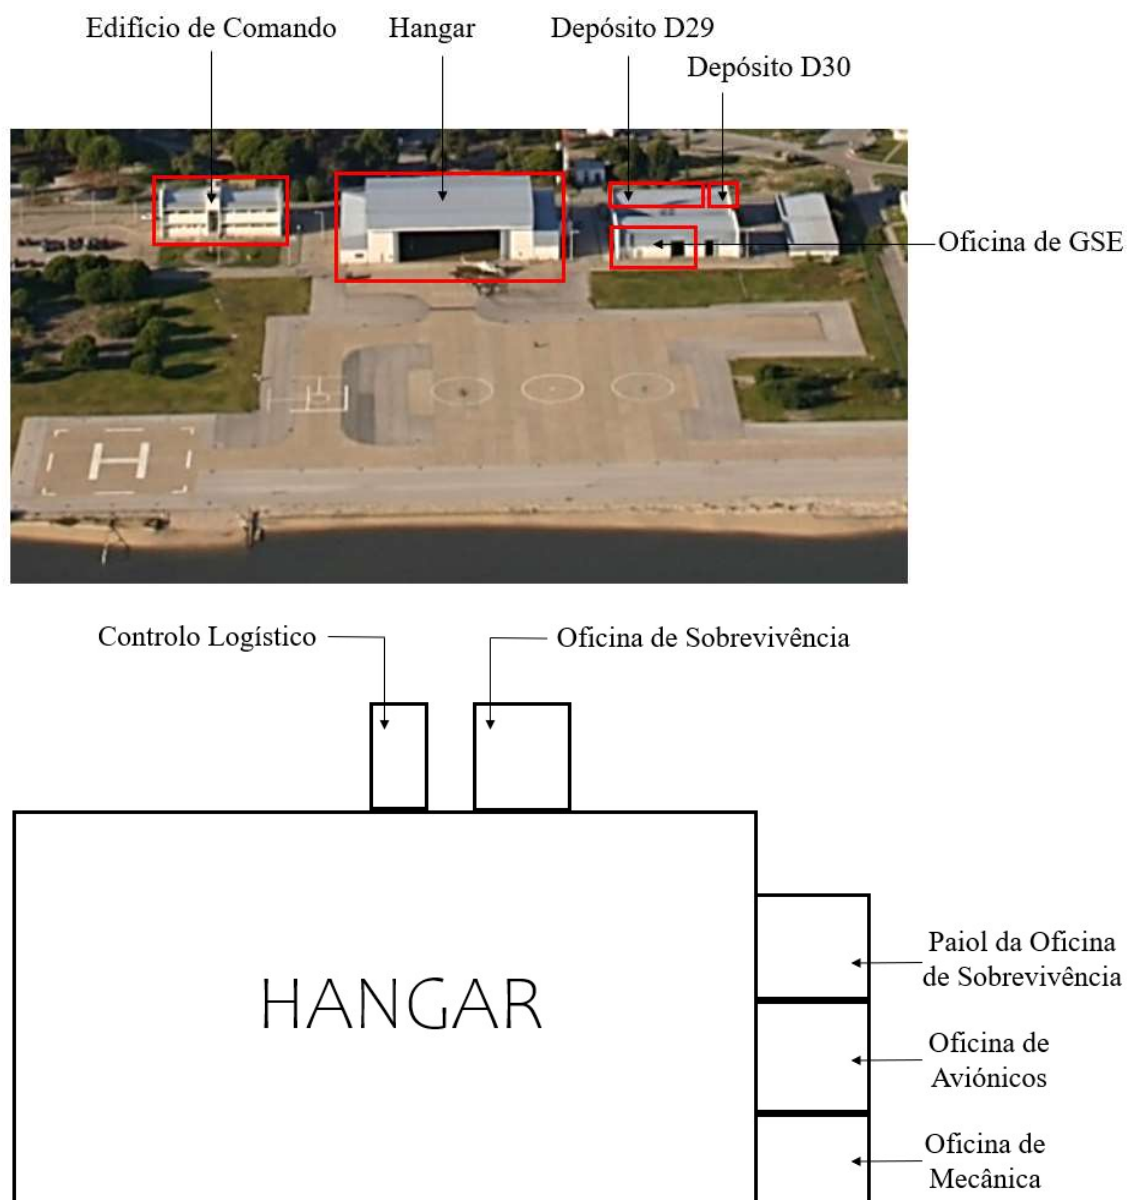 Edifício de Comando
Hangar
Depósito D29
Depósito D30
Oficina de GSE
H
Controlo Logístico
Oficina de Sobrevivência
HANGAR
Paiol da Oficina
de Sobrevivência
Oficina de
Aviónicos
Oficina de
Mecânica